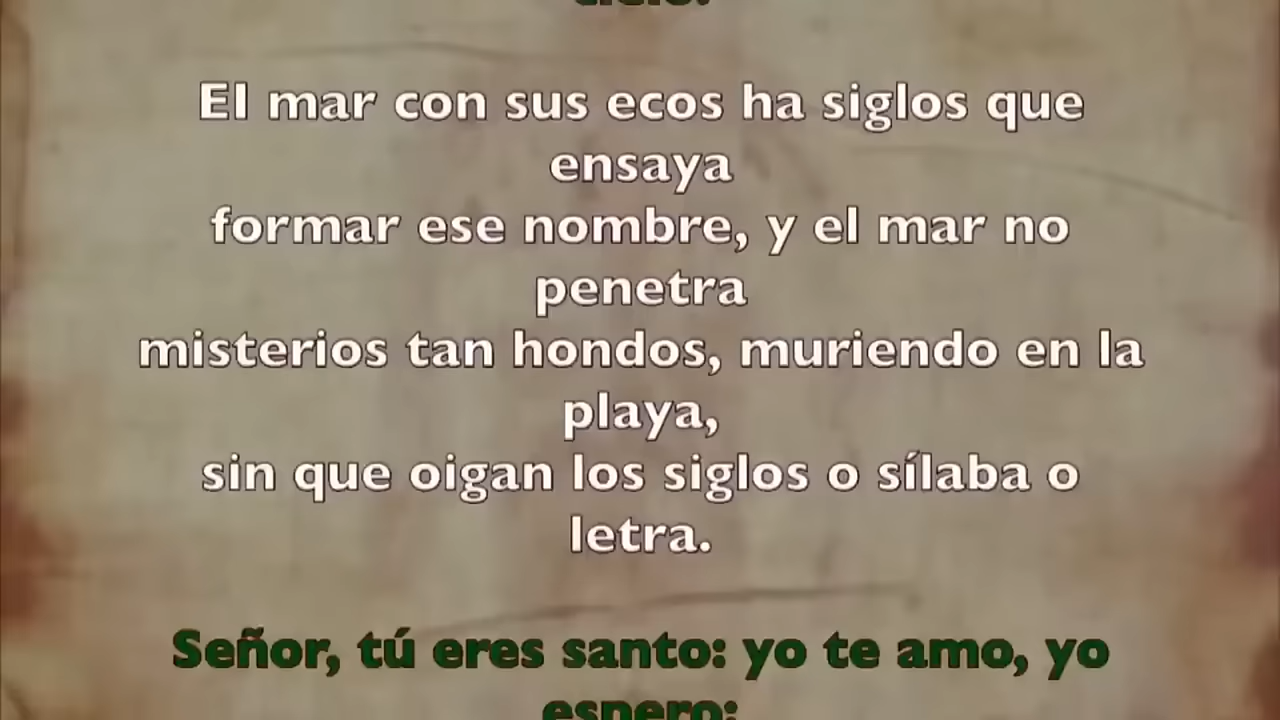 El mar con sus ecos ha siglos que
ensaya
formar ese nombre, y el mar no
penetra
misterios tan hondos, muriendo en la
playa,
sin que oigan los siglos o sílaba o
letra.
Señor, tú eres santo: yo te amo, yo
espero: